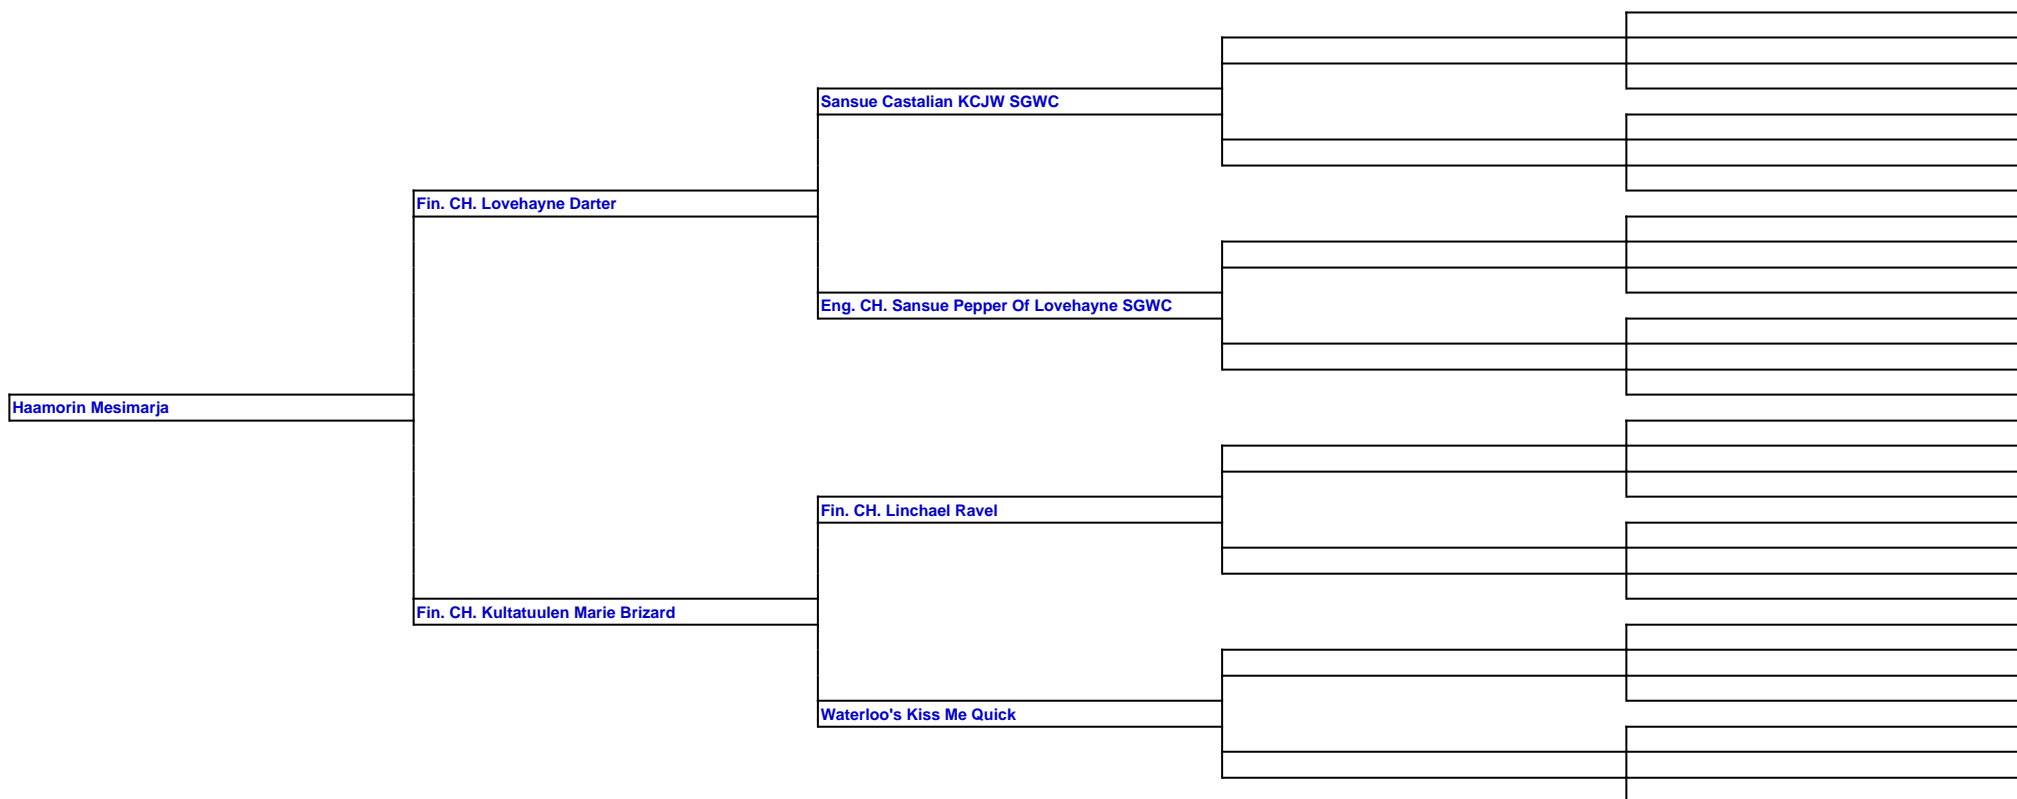 Sansue Castalian KCJW SGWC
Fin. CH. Lovehayne Darter
Eng. CH. Sansue Pepper Of Lovehayne SGWC
Haamorin Mesimarja
Fin. CH. Linchael Ravel
Fin. CH. Kultatuulen Marie Brizard
Waterloo's Kiss Me Quick